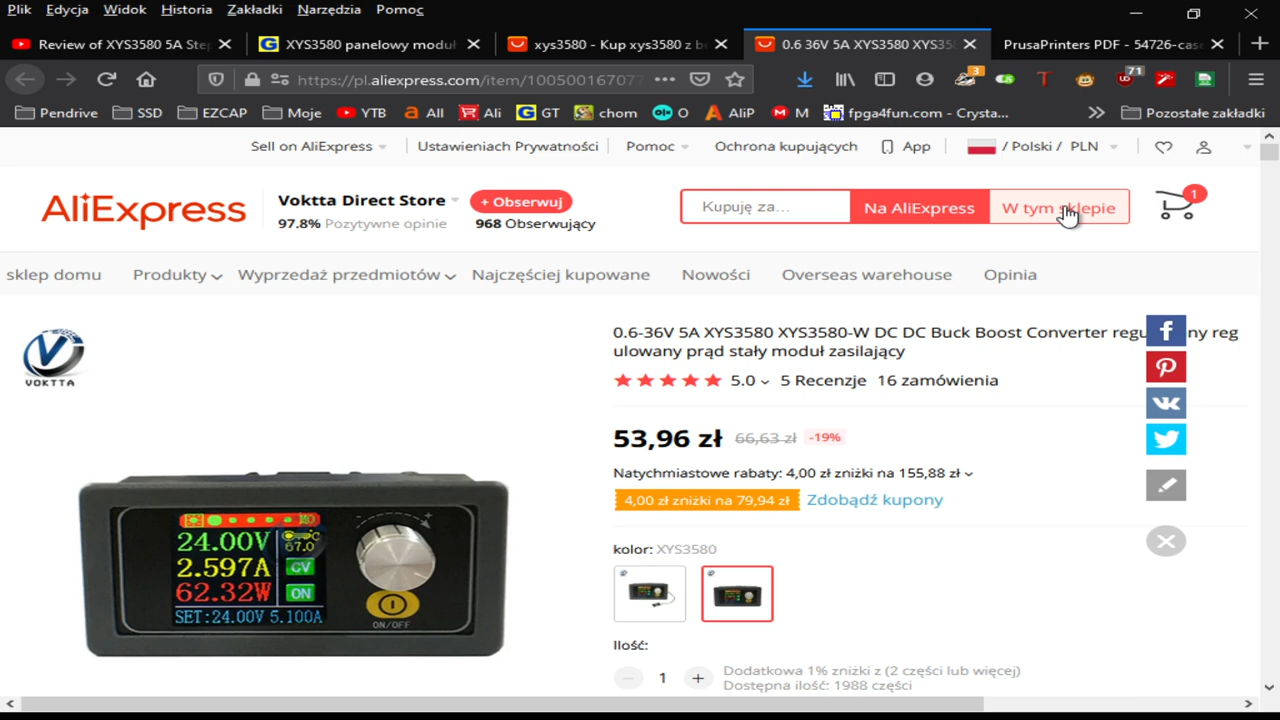 Plik Edycja Widok Historia Zakładki Narzędzia Pomoc
Review of XYS3580 5A Ste
XYS3580 panelowy moduł
xys3580 - Kup xys3580 z b
0.6 36V 5A XYS3580 XYS3
PrusaPrinters PDF - 54726-cas
https://pl.aliexpress.com/item/100500167077
3
71
Pendrive SSD EZCAP Moje YTB All Ali GT chom O AliP M fpga4fun.com - Crysta... Pozostałe zakładki
Sell on AliExpress Ustawieniach Prywatności Pomoc Ochrona kupujących App / Polski / PLN
AliExpress
Voktta Direct Store
+ Obserwuj
97.8% Pozytywne opinie 968 Obserwujący
Kupuję za... Na AliExpress W tym sklepie
1
sklep domu Produkty Wyprzedaż przedmiotów Najczęściej kupowane Nowości Overseas warehouse Opinia
VOKTTA
0.6-36V 5A XYS3580 XYS3580-W DC DC Buck Boost Converter regu ny reg
ulowany prąd stały moduł zasilający
5.0 5 Recenzje 16 zamówienia
53,96 zł 66,63 zł -19%
Natychmiastowe rabaty: 4,00 zł zniżki na 155,88 zł
4,00 zł zniżki na 79,94 zł Zdobądź kupony
kolor: XYS3580
24.00V
67.0
2.597A CV
62.32W ON
SET:24.00V 5.100A
- +
ON/OFF
Ilość:
1
Dodatkowa 1% zniżki z (2 części lub więcej)
Dostępna ilość: 1988 części